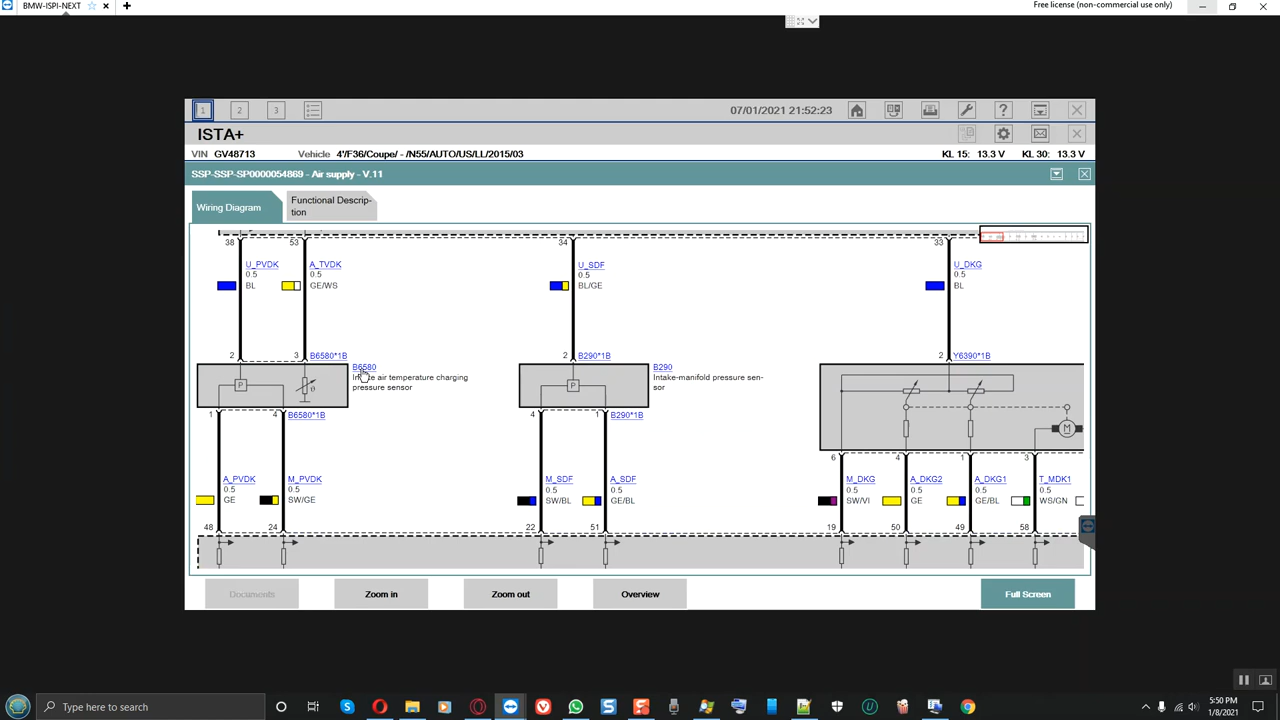 BMW-ISPI-NEXT
Free license (non-commercial use only)
1 2 3
07/01/2021 21:52:23
ISTA+
VIN GV48713 Vehicle 4'/F36/Coupe/ - /N55/AUTO/US/LL/2015/03 KL 15: 13.3 V KL 30: 13.3 V
SSP-SSP-SP0000054869 - Air supply - V.11
Wiring Diagram
Functional Descrip-
tion
38 53 34 33
U_PVDK A_TVDK U_SDF U_DKG
0.5 0.5 0.5 0.5
BL GE/WS BL/GE BL
2 3 B6580*1B 2 B290*1B 2 Y6390*1B
B6580 B290
air temperature charging
pressure sensor
Intake-manifold pressure sen-
sor
P P M
1 4 B6580*1B 4 1 B290*1B 6 4 1 3
A_PVDK M_PVDK M_SDF A_SDF M_DKG A_DKG2 A_DKG1 T_MDK1
0.5 0.5 0.5 0.5 0.5 0.5 0.5 0.5
GE SW/GE SW/BL GE/BL SW/VI GE GE/BL WS/GN
48 24 22 51 19 50 49 58
Documents Zoom in Zoom out Overview Full Screen
Type here to search
5:50 PM
1/8/2021